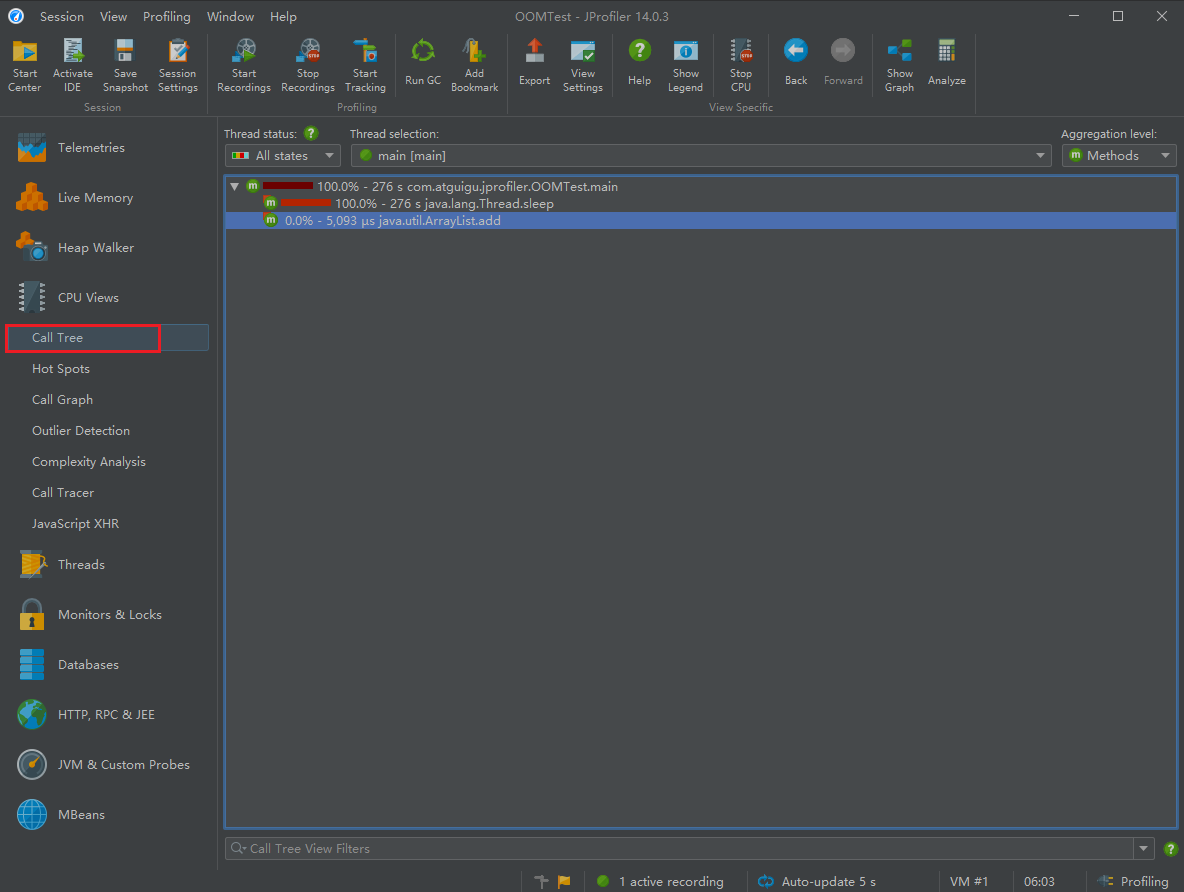 Session View Profiling Window Help OOMTest - JProfiler 14.0.3
Start Center
Activate IDE
Save Snapshot
Session Settings
Start Recordings
Stop Recordings
Start Tracking
Run GC
Add Bookmark
Export
View Settings
Help
Show Legend
Stop CPU
Back
Forward
Show Graph
Analyze
Session
Profiling
View Specific
Telemetries
Live Memory
Heap Walker
CPU Views
Call Tree
Hot Spots
Call Graph
Outlier Detection
Complexity Analysis
Call Tracer
JavaScript XHR
Threads
Monitors & Locks
Databases
HTTP, RPC & JEE
JVM & Custom Probes
MBeans
Thread status: ?
Thread selection:
Aggregation level:
All states
main [main]
m Methods
m 100.0% - 276 s com.atguigu.jprofiler.OOMTest.main
m 100.0% - 276 s java.lang.Thread.sleep
m 0.0% - 5,093 µs java.util.ArrayList.add
Call Tree View Filters
1 active recording
Auto-update 5 s
VM #1
06:03
Profiling